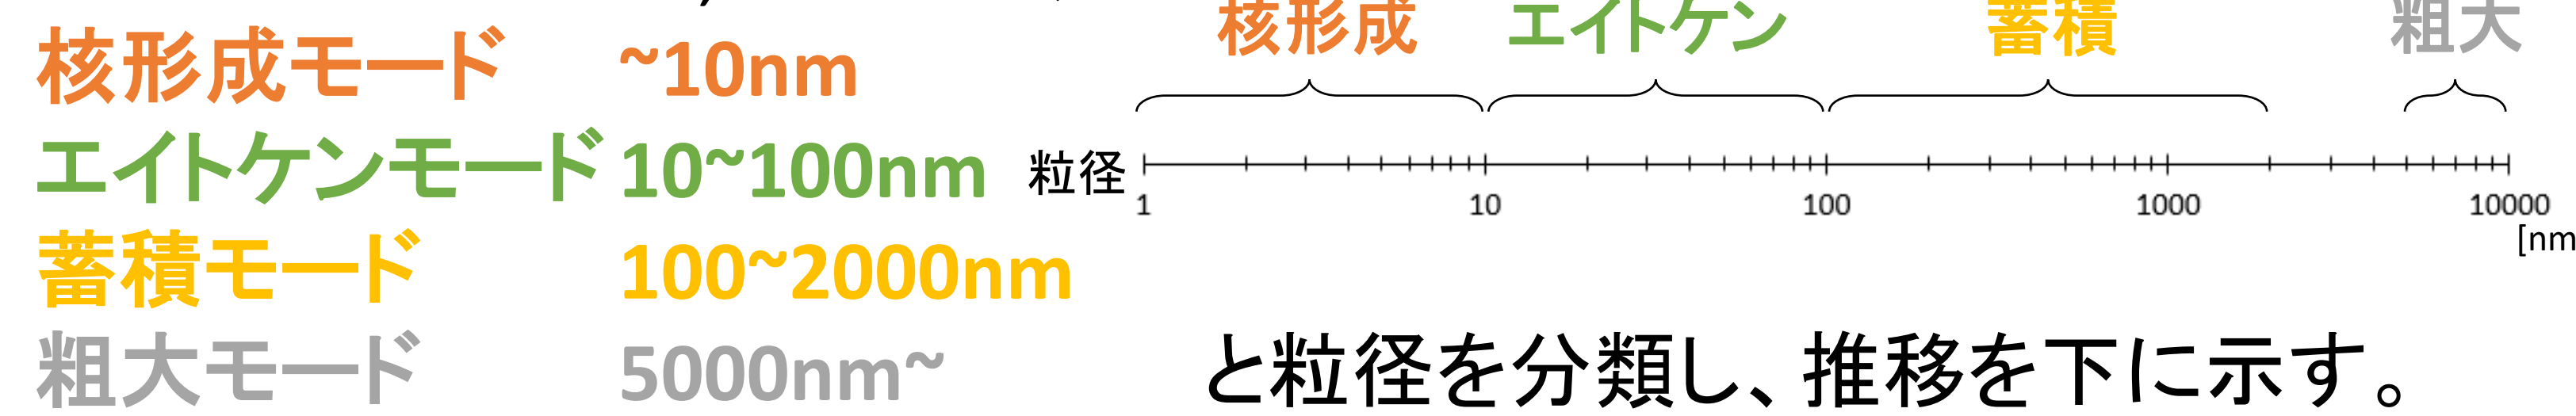 核形成 エイトケン 蓄積 粗大
核形成モード ~10nm
エイトケンモード 10~100nm
粒径
1 10 100 1000 10000
[nm
蓄積モード 100~2000nm
粗大モード 5000nm~
と粒径を分類し、推移を下に示す。